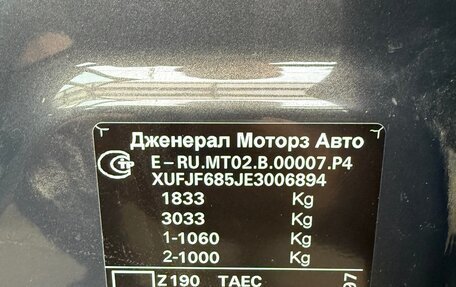 Дженерал Моторз Авто
E-RU.MT02.B.00007.P4
XUFJF685JE3006894
1833 Kg
3033 Kg
1-1060 Kg
2-1000 Kg
Z190 TAEC
97